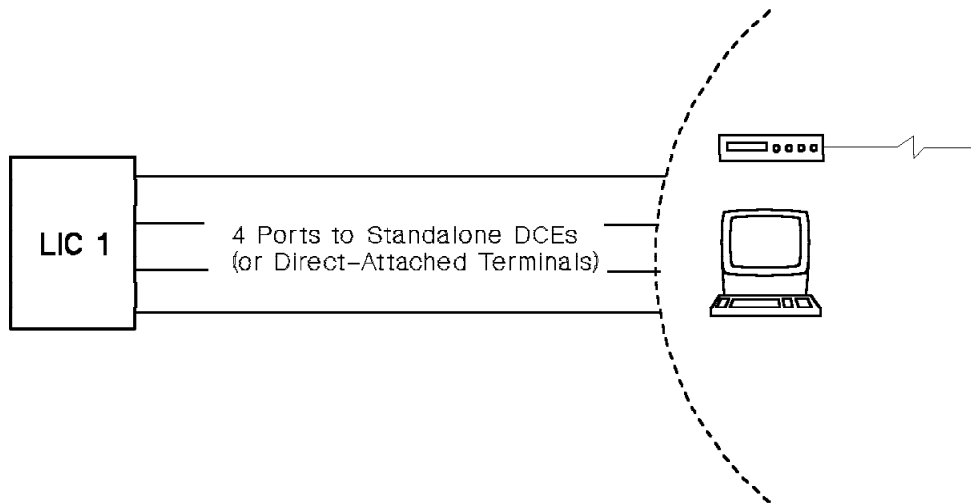 LIC 1
4 Ports to Standalone DCEs
(or Direct-Attached Terminals)